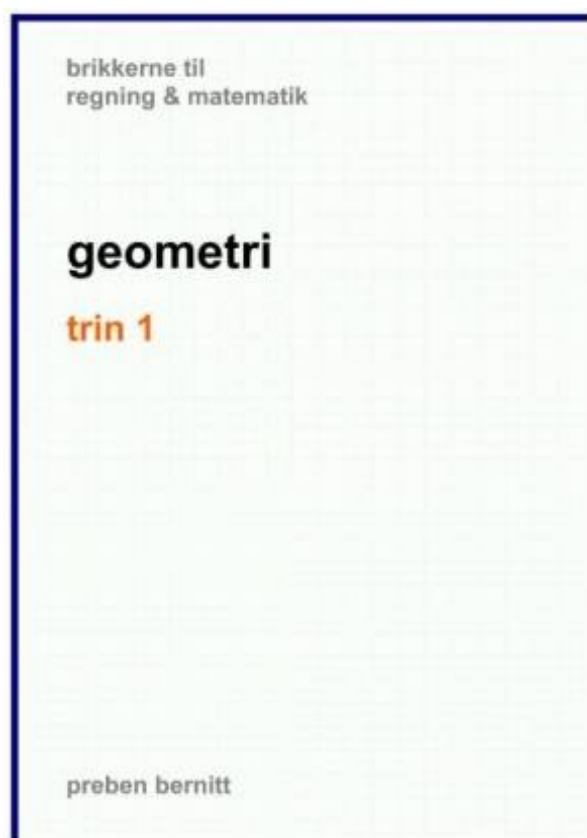 brikkerne til
regning & matematik
geometri
trin 1
preben bernitt